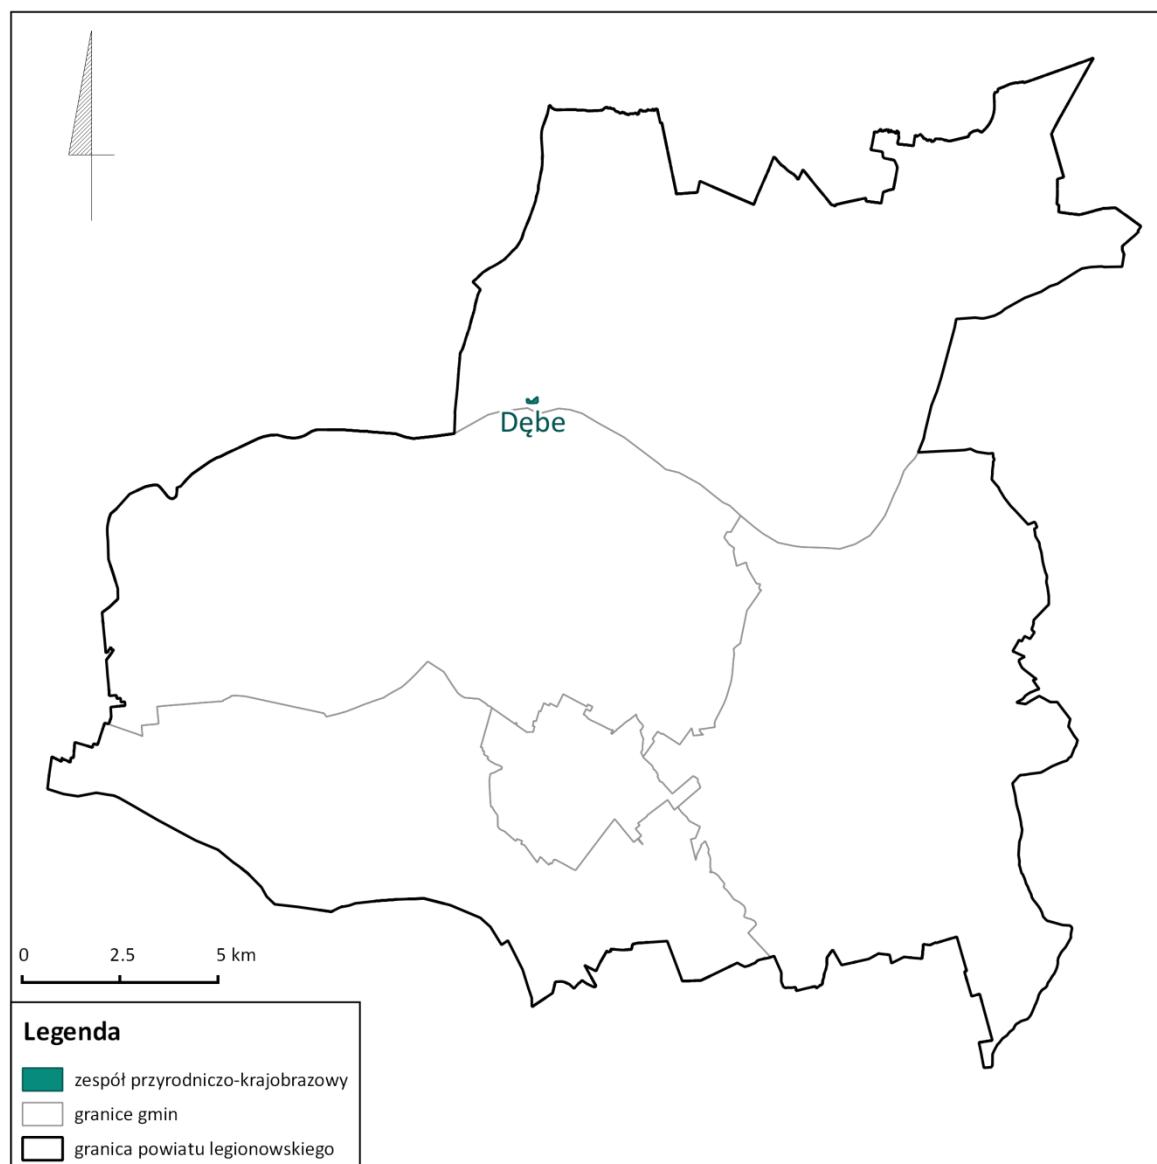 Dębe
0 2.5 5 km
Legenda
zespół przyrodniczo-krajobrazowy
granice gmin
granica powiatu legionowskiego